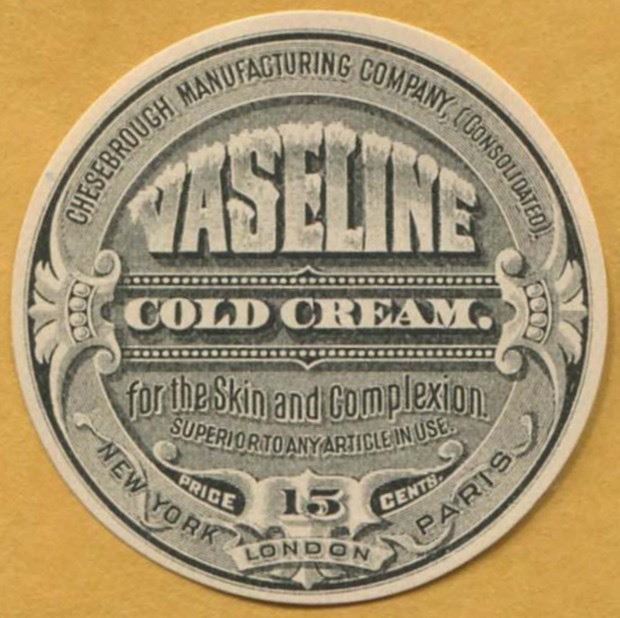 CHESEBROUGH MANUFACTURING COMPANY, (CONSOLIDATED).
VASELINE
COLD CREAM.
for the Skin and Complexion.
SUPERIOR TO ANY ARTICLE IN USE.
PRICE 15 CENTS.
NEW YORK LONDON PARIS